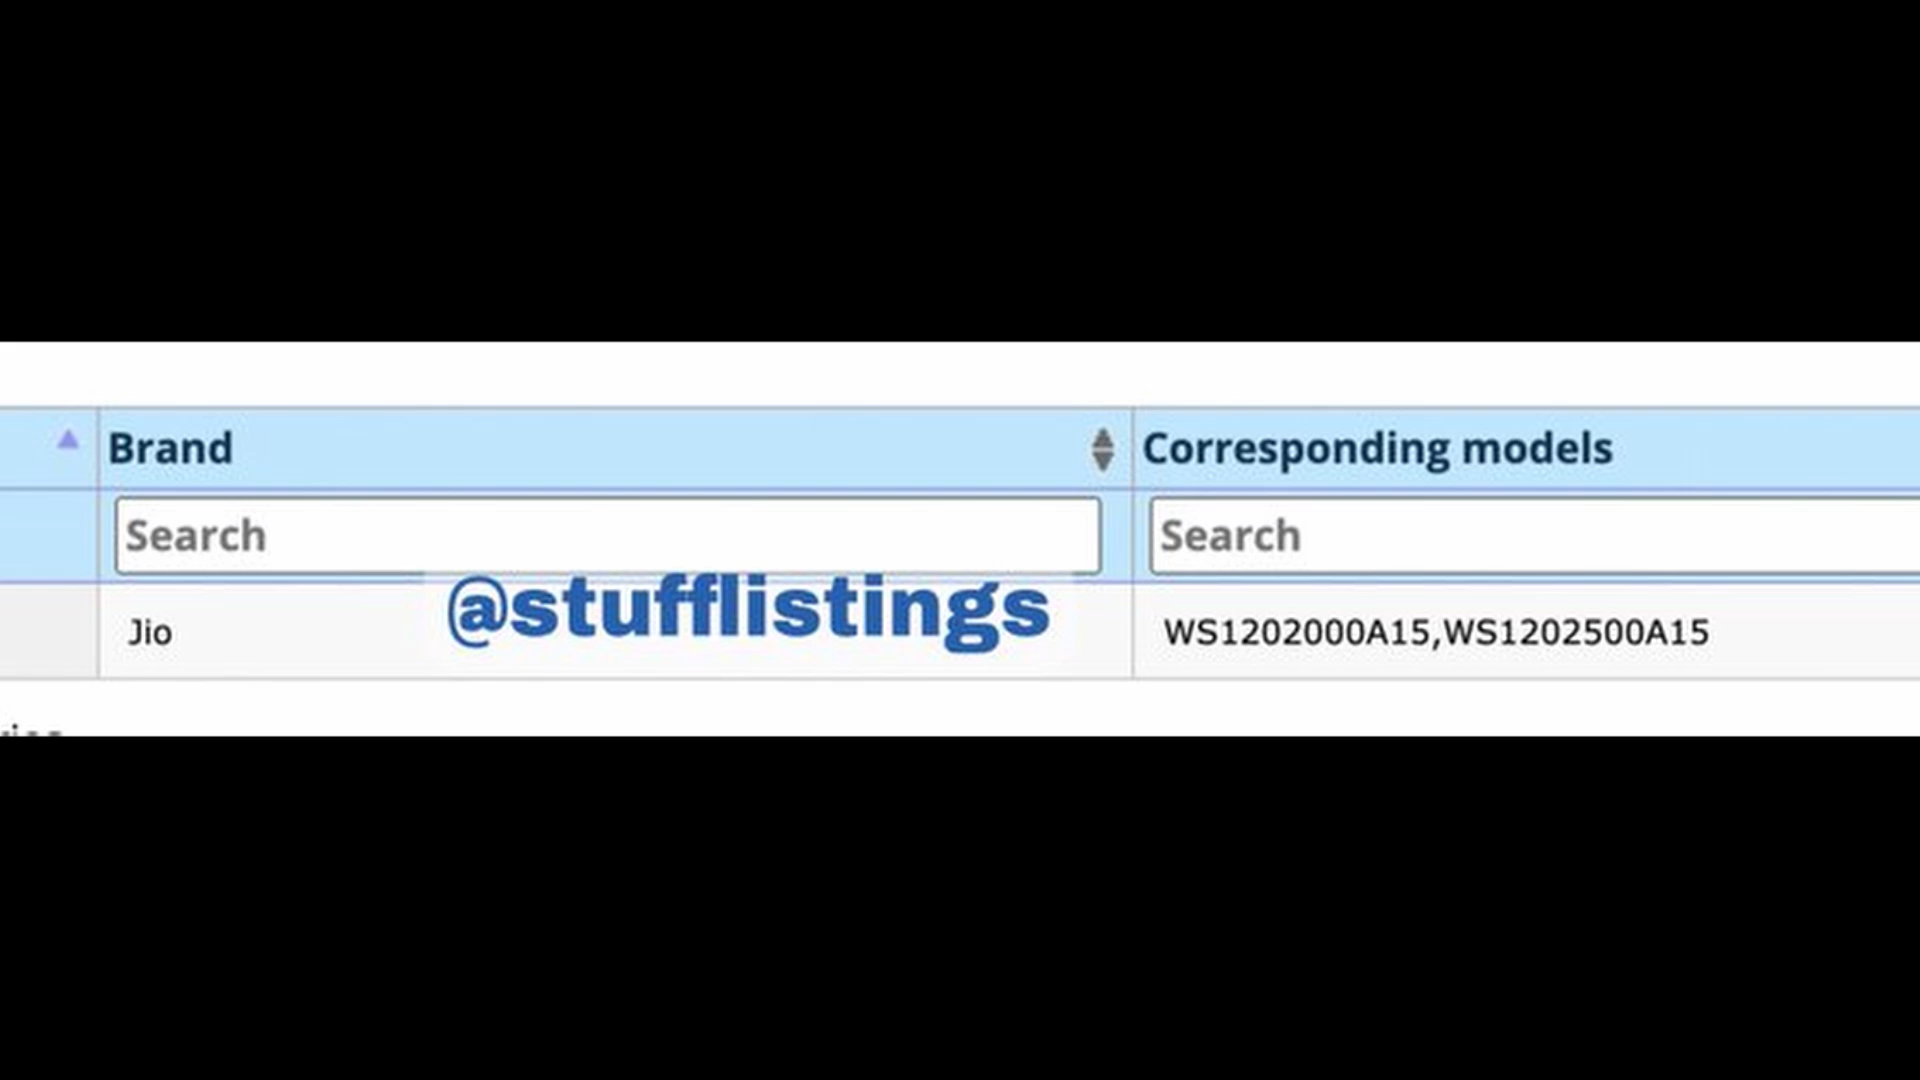 Brand
Corresponding models
Search
Search
@stufflistings
Jio
WS1202000A15,WS1202500A15